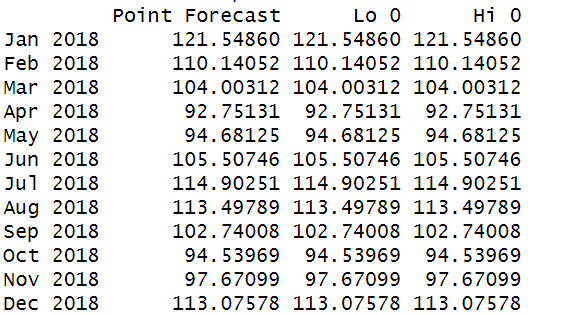 Point Forecast Lo 0 Hi 0
Jan 2018 121.54860 121.54860 121.54860
Feb 2018 110.14052 110.14052 110.14052
Mar 2018 104.00312 104.00312 104.00312
Apr 2018 92.75131 92.75131 92.75131
May 2018 94.68125 94.68125 94.68125
Jun 2018 105.50746 105.50746 105.50746
Jul 2018 114.90251 114.90251 114.90251
Aug 2018 113.49789 113.49789 113.49789
Sep 2018 102.74008 102.74008 102.74008
Oct 2018 94.53969 94.53969 94.53969
Nov 2018 97.67099 97.67099 97.67099
Dec 2018 113.07578 113.07578 113.07578